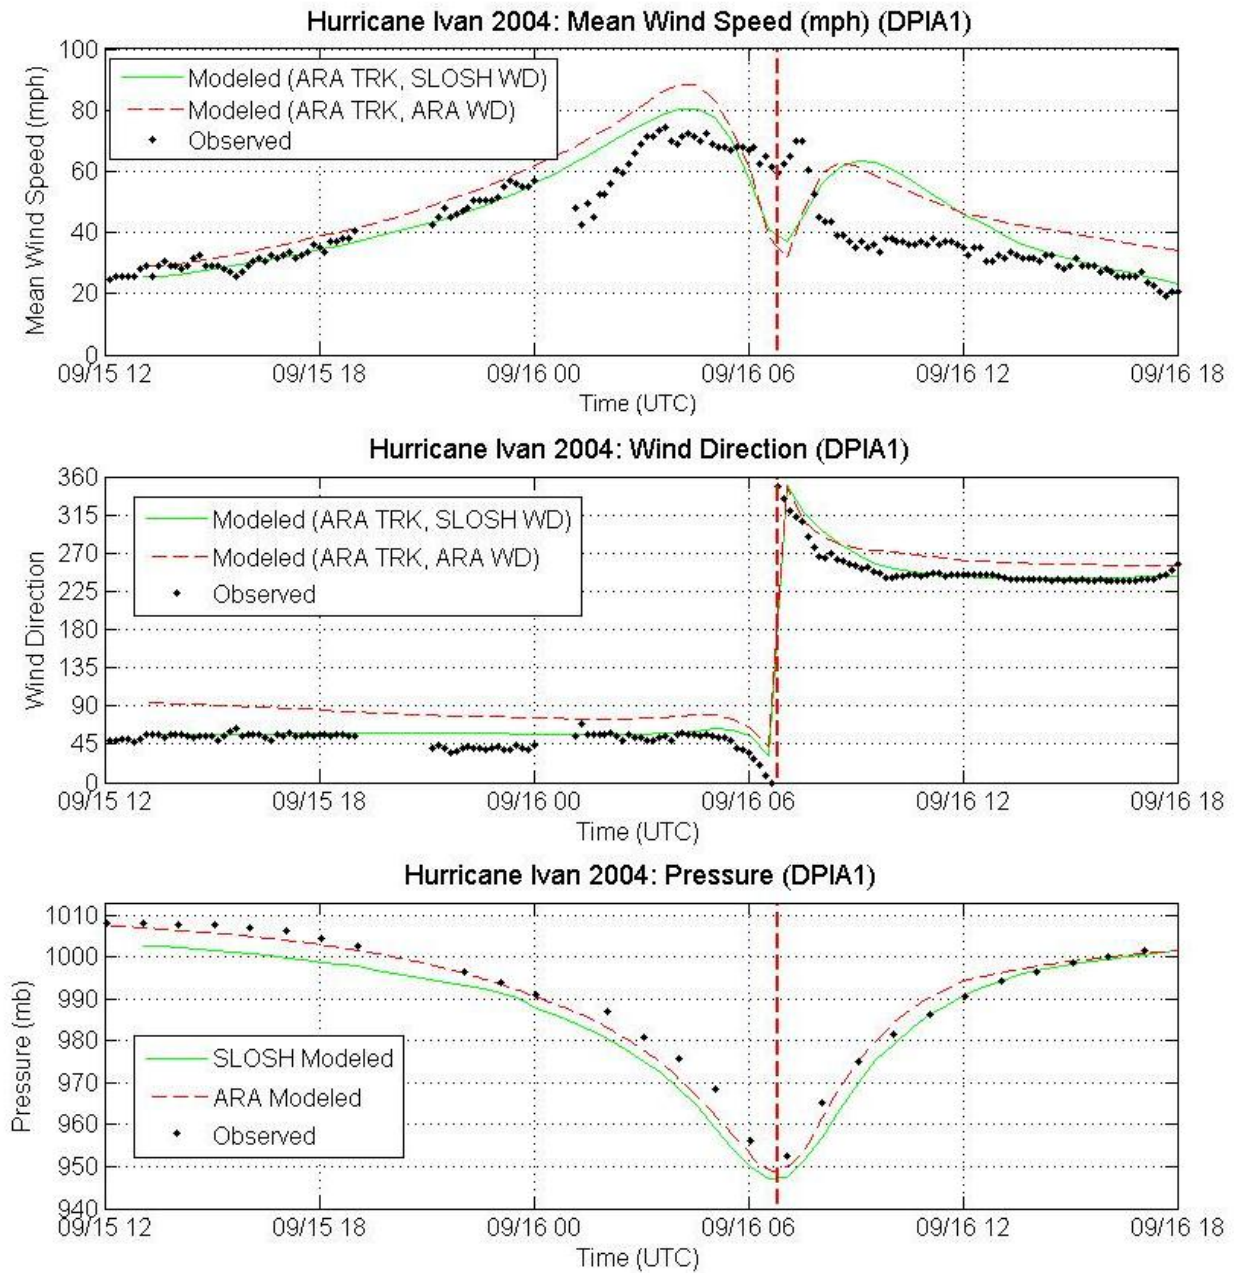 Hurricane Ivan 2004: Mean Wind Speed (mph) (DPIA1)
Mean Wind Speed (mph)
100
80
60
40
20
0
Modeled (ARA TRK, SLOSH WD)
Modeled (ARA TRK, ARA WD)
Observed
09/15 12 09/15 18 09/16 00 09/16 06 09/16 12 09/16 18
Time (UTC)
Hurricane Ivan 2004: Wind Direction (DPIA1)
Wind Direction
360
315
270
225
180
135
90
45
0
Modeled (ARA TRK, SLOSH WD)
Modeled (ARA TRK, ARA WD)
Observed
09/15 12 09/15 18 09/16 00 09/16 06 09/16 12 09/16 18
Time (UTC)
Hurricane Ivan 2004: Pressure (DPIA1)
Pressure (mb)
1010
1000
990
980
970
960
950
940
SLOSH Modeled
ARA Modeled
Observed
09/15 12 09/15 18 09/16 00 09/16 06 09/16 12 09/16 18
Time (UTC)